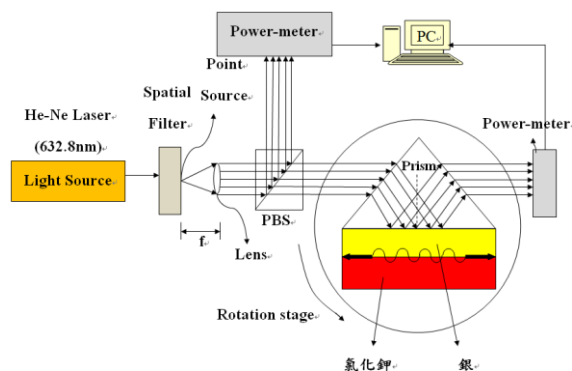 Power-meter
PC
Point
Spatial Source
Filter
He-Ne Laser
(632.8nm)
Light Source
Power-meter
Prism
PBS
f
Lens
Rotation stage
氯化鉀
銀